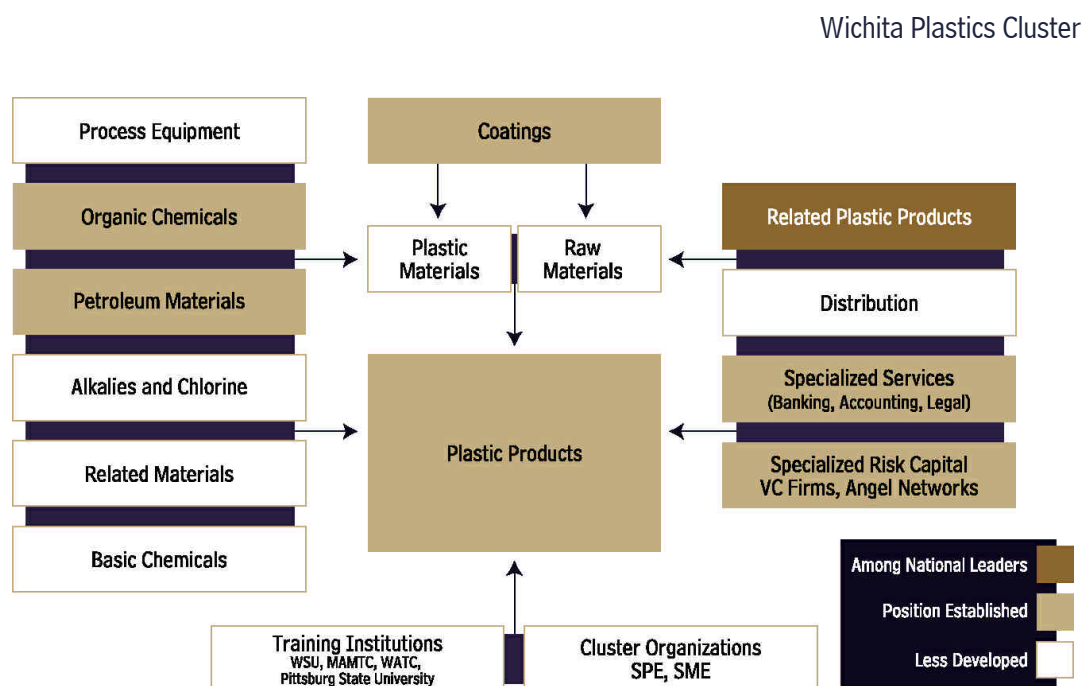 Wichita Plastics Cluster
Process Equipment
Organic Chemicals
Petroleum Materials
Alkalies and Chlorine
Related Materials
Basic Chemicals
Coatings
Plastic
Materials
Raw
Materials
Plastic Products
Related Plastic Products
Distribution
Specialized Services
(Banking, Accounting, Legal)
Specialized Risk Capital
VC Firms, Angel Networks
Training Institutions
WSU, MAMTC, WATC,
Pittsburg State University
Cluster Organizations
SPE, SME
Among National Leaders
Position Established
Less Developed